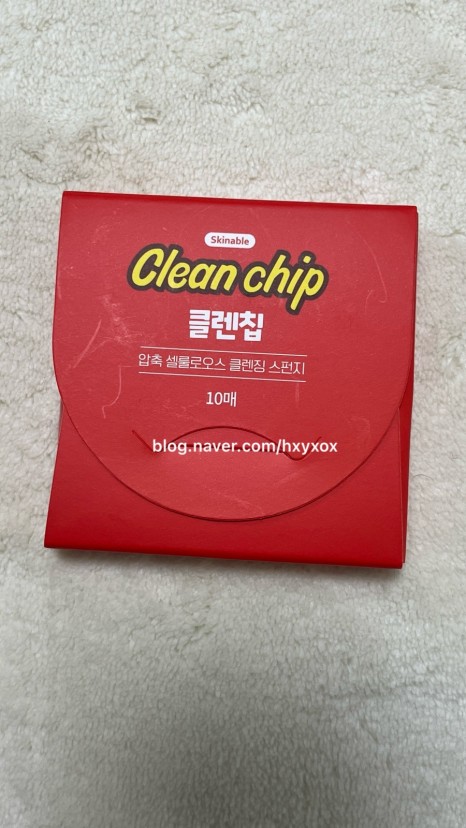 Skinable
Clean chip
클렌칩
압축 셀룰로오스 클렌징 스펀지
10매
blog.naver.com/hxyxox